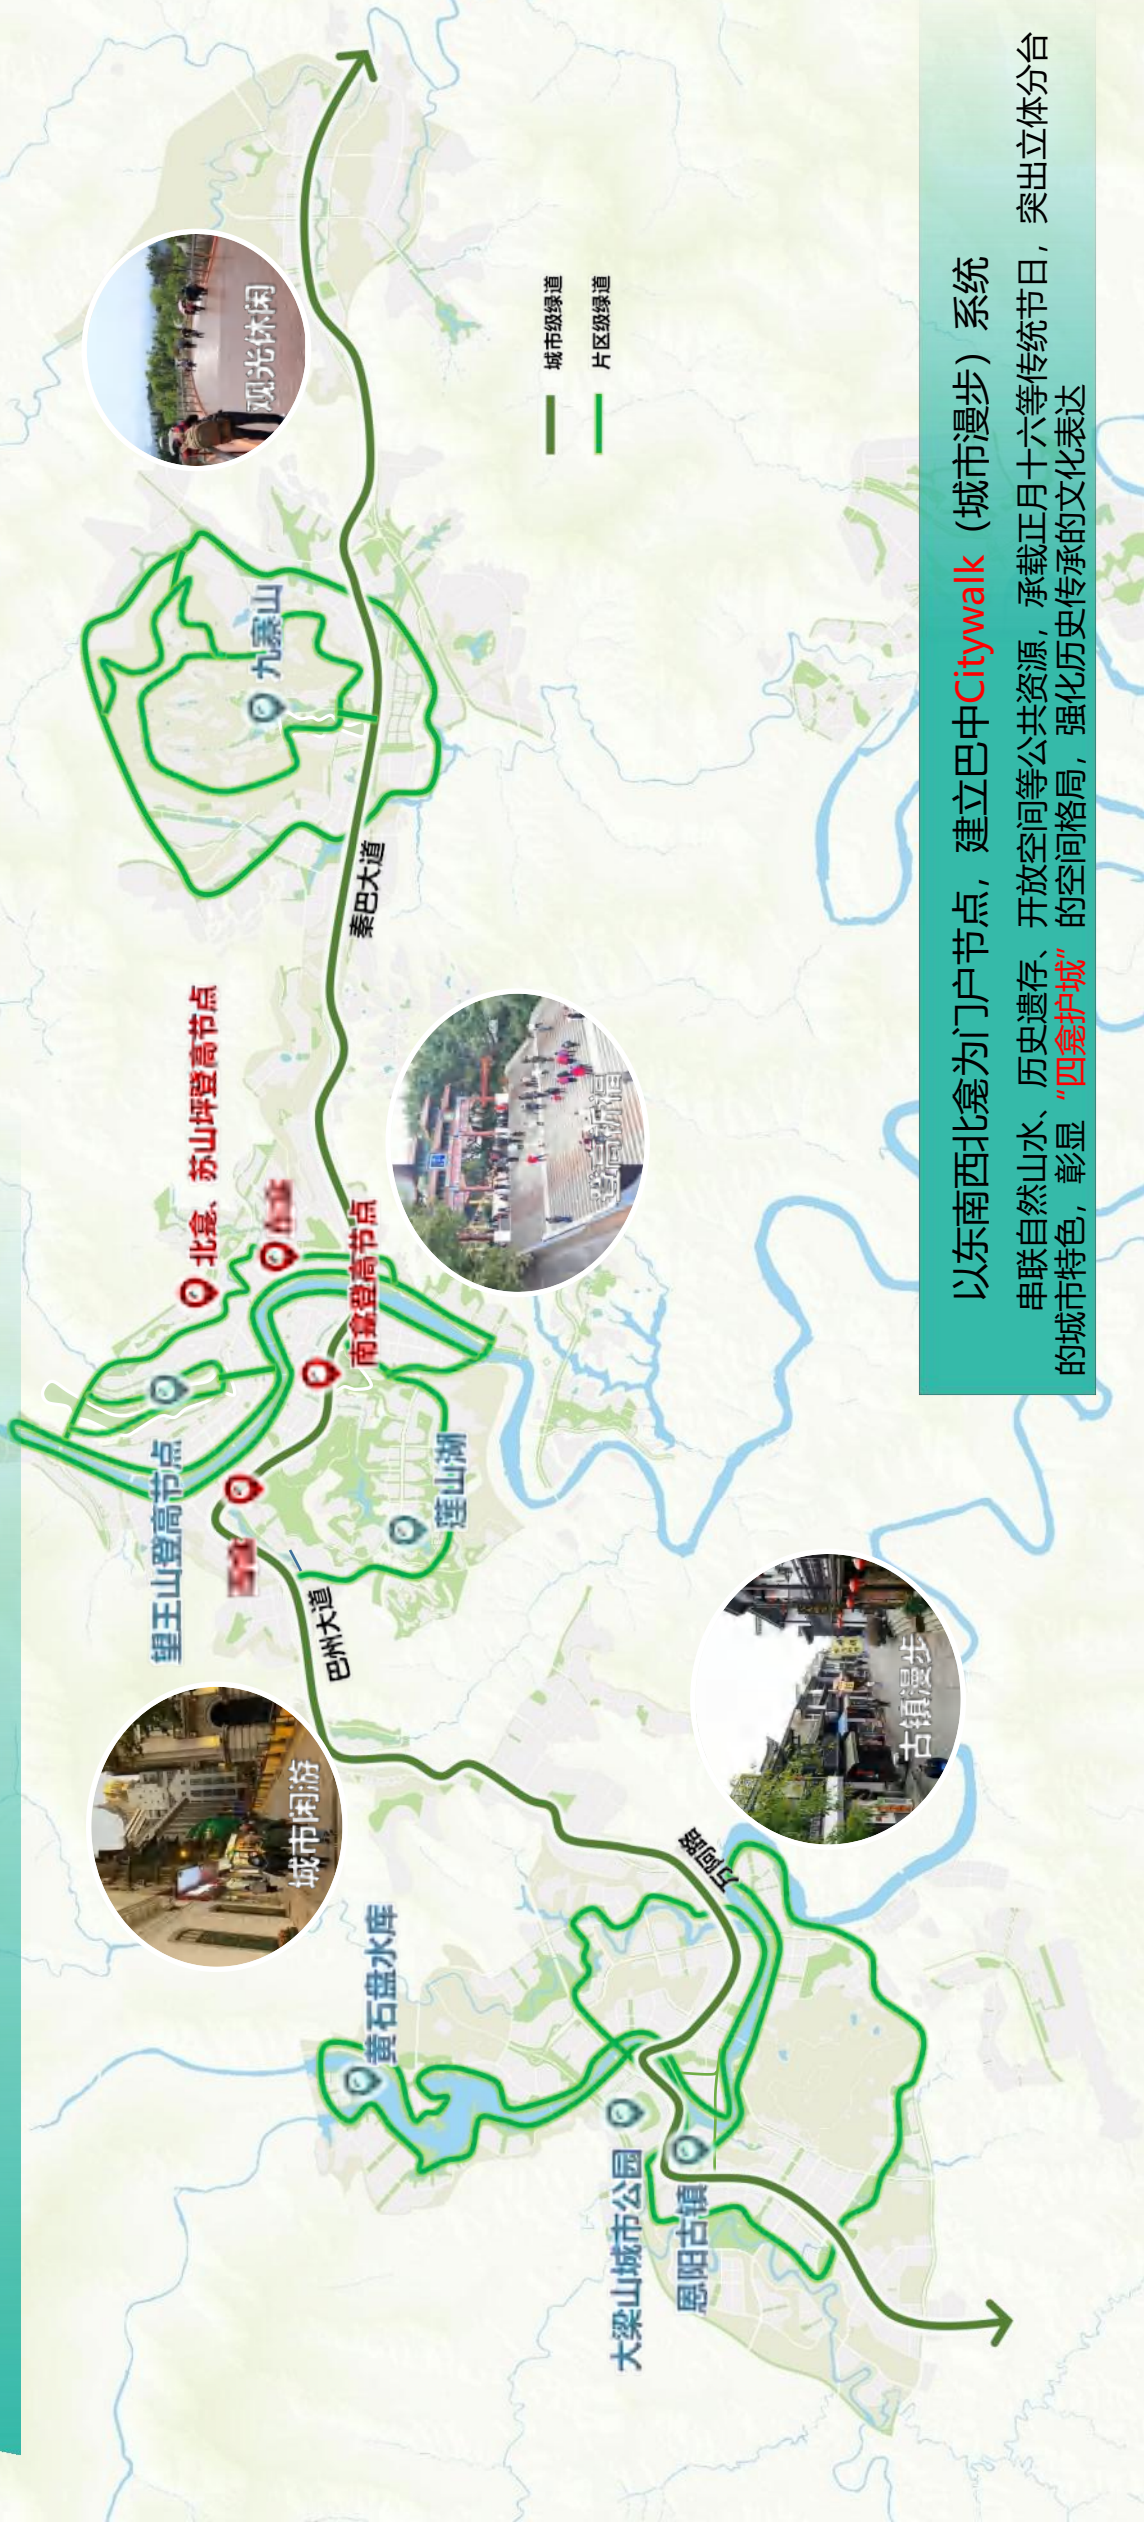 观光休闲
城市级绿道
片区级绿道
九寨山
秦巴大道
北龛、苏山坪登高节点
南龛登高节点
登高祈福
望王山登高节点
莲山湖
巴州大道
城市闲游
古镇漫步
万间路
黄石盘水库
大梁山城市公园
恩阳古镇
以东南西北龛为门户节点，建立巴中Citywalk（城市漫步）系统
串联自然山水、历史遗存、开放空间等公共资源，承载正月十六等传统节日，突出立体分台
的城市特色，彰显“四龛护城”的空间格局，强化历史传承的文化表达